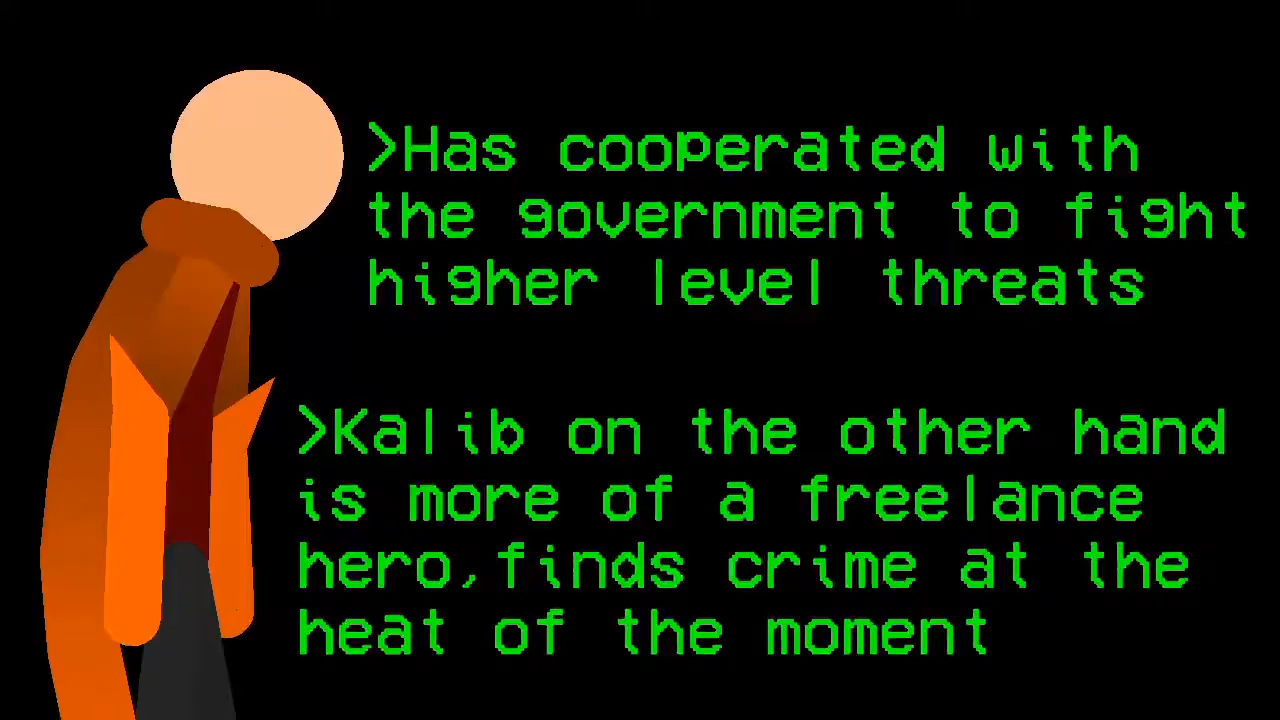 >Has cooperated with
the government to fight
higher level threats
>Kalib on the other hand
is more of a freelance
hero,finds crime at the
heat of the moment